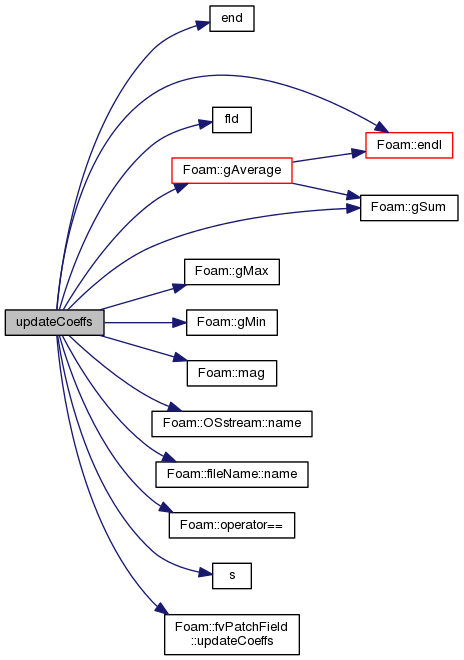 end
fld
Foam::endl
Foam::gAverage
Foam::gSum
Foam::gMax
updateCoeffs
Foam::gMin
Foam::mag
Foam::OSstream::name
Foam::fileName::name
Foam::operator==
s
Foam::fvPatchField
::updateCoeffs